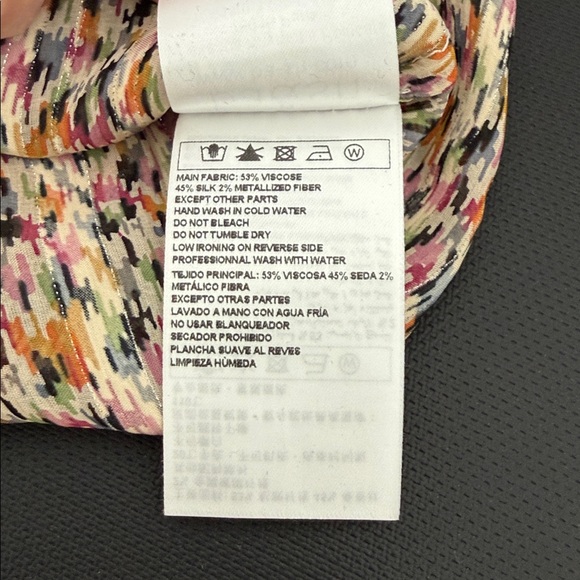 W
MAIN FABRIC: 53% VISCOSE
45% SILK 2% METALLIZED FIBER
EXCEPT OTHER PARTS
HAND WASH IN COLD WATER
DO NOT BLEACH
DO NOT TUMBLE DRY
LOW IRONING ON REVERSE SIDE
PROFESSIONNAL WASH WITH WATER
TEJIDO PRINCIPAL: 53% VISCOSA 45% SEDA 2%
METÁLICO FIBRA
EXCEPTO OTRAS PARTES
LAVADO A MANO CON AGUA FRÍA
NO USAR BLANQUEADOR
SECADOR PROHIBIDO
PLANCHA SUAVE AL REVES
LIMPIEZA HÙMEDA